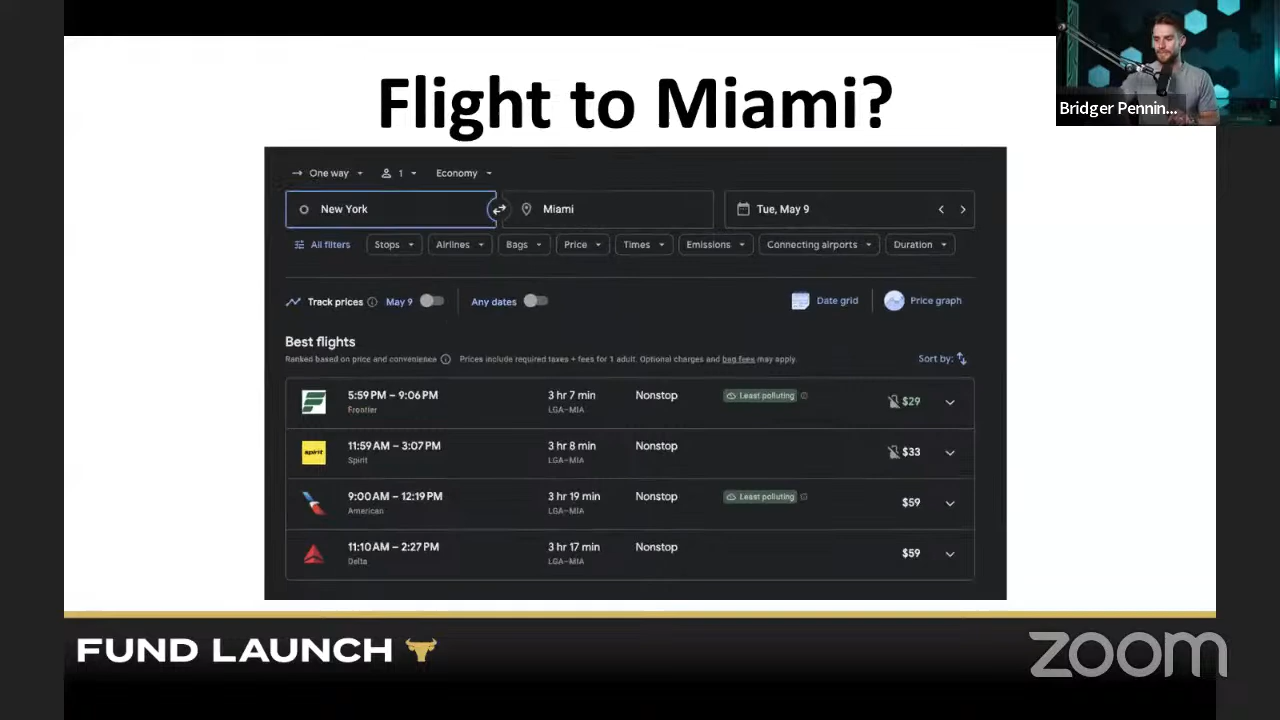 Flight to Miami?
Bridger Pennin...
One way 1 Economy
New York Miami Tue, May 9
All filters Stops Airlines Bags Price Times Emissions Connecting airports Duration
Track prices May 9 Any dates Date grid Price graph
Best flights
Ranked based on price and convenience Prices include required taxes + fees for 1 adult. Optional charges and bag fees may apply. Sort by:
5:59 PM – 9:06 PM 3 hr 7 min Nonstop Least polluting $29
Frontier LGA–MIA
11:59 AM – 3:07 PM 3 hr 8 min Nonstop $33
spirit Spirit LGA–MIA
9:00 AM – 12:19 PM 3 hr 19 min Nonstop Least polluting $59
American LGA–MIA
11:10 AM – 2:27 PM 3 hr 17 min Nonstop $59
Delta LGA–MIA
FUND LAUNCH zoom